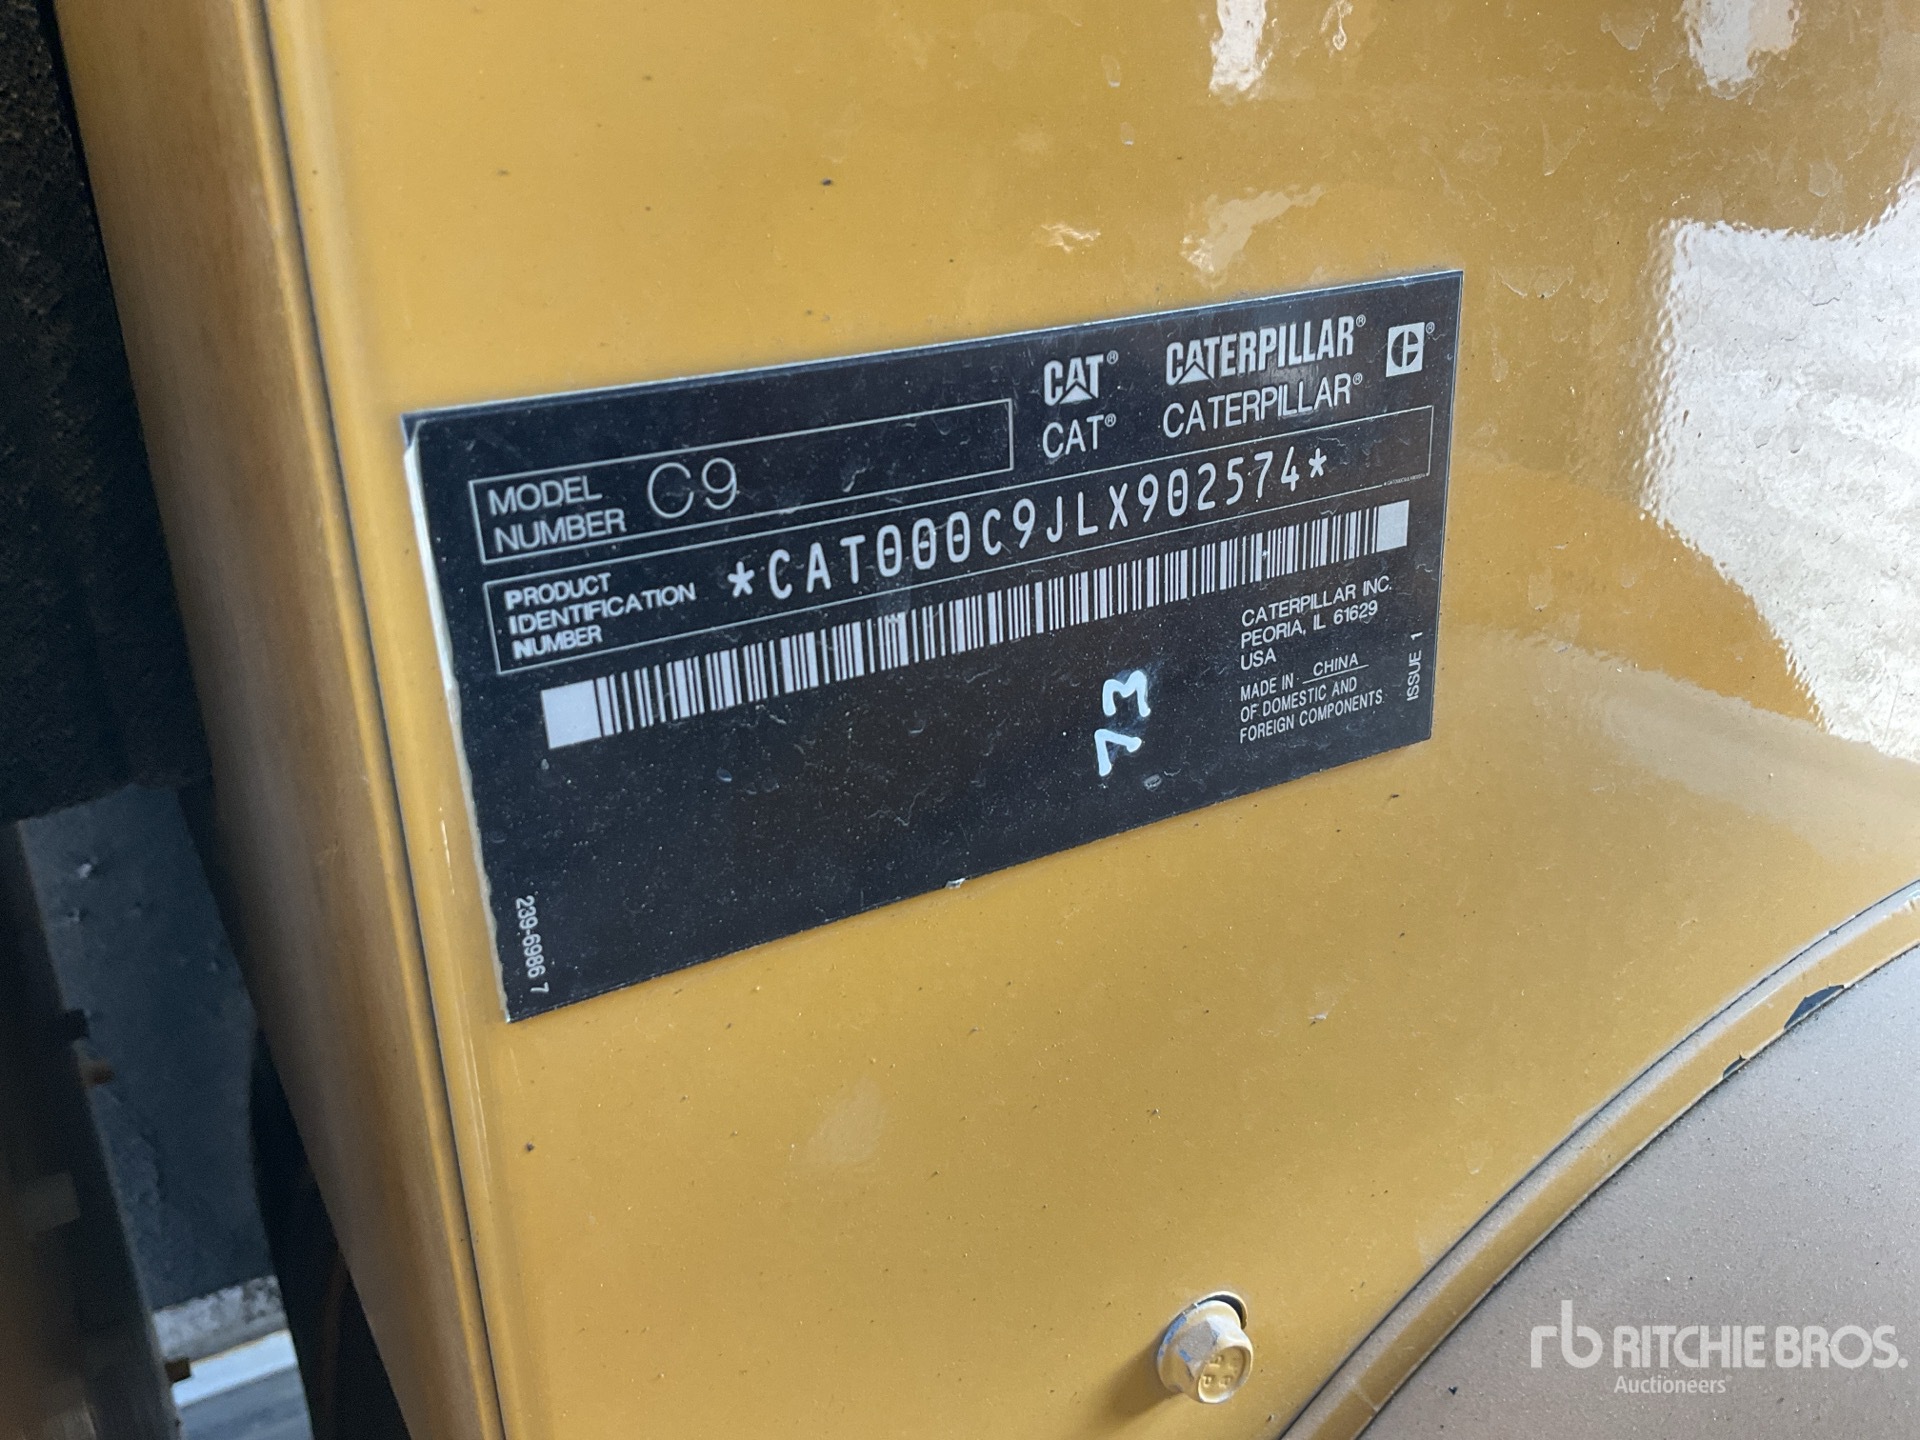 CAT® CATERPILLAR®
CAT® CATERPILLAR®
MODEL
NUMBER C9
PRODUCT
IDENTIFICATION
NUMBER
*CAT000C9JLX902574*
CATERPILLAR INC.
PEORIA, IL 61629
USA
MADE IN CHINA
OF DOMESTIC AND
FOREIGN COMPONENTS.
ISSUE 1
73
239-6986 7
rb RITCHIE BROS.
Auctioneers